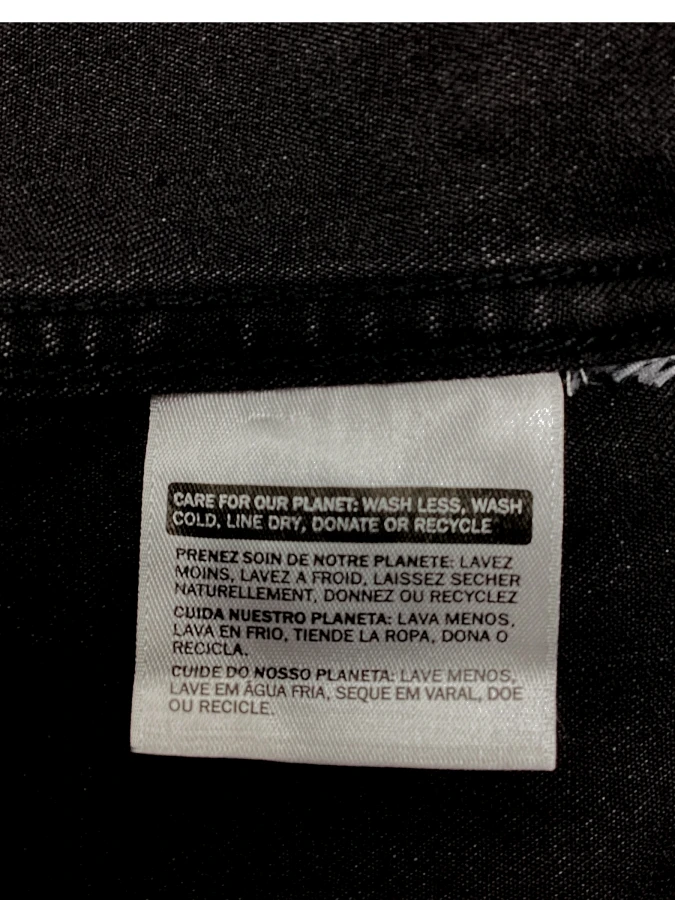 CARE FOR OUR PLANET: WASH LESS, WASH
COLD, LINE DRY, DONATE OR RECYCLE
PRENEZ SOIN DE NOTRE PLANETE: LAVEZ
MOINS, LAVEZ A FROID, LAISSEZ SECHER
NATURELLEMENT, DONNEZ OU RECYCLEZ
CUIDA NUESTRO PLANETA: LAVA MENOS,
LAVA EN FRIO, TIENDE LA ROPA, DONA O
RECICLA.
CUIDE DO NOSSO PLANETA: LAVE MENOS,
LAVE EM ÁGUA FRIA, SEQUE EM VARAL, DOE
OU RECICLE.